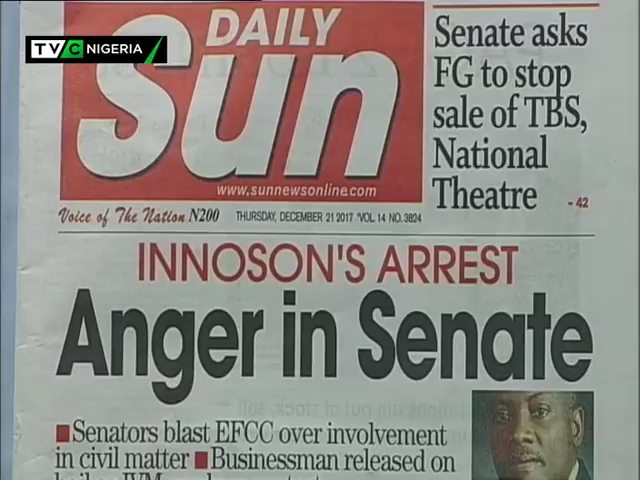 TVC NIGERIA
DAILY
Sun
www.sunnewsonline.com
Senate asks
FG to stop
sale of TBS,
National
Theatre
-42
Voice of The Nation N200
THURSDAY, DECEMBER 21 2017 *VOL. 14 NO. 3824
INNOSON'S ARREST
Anger in Senate
■Senators blast EFCC over involvement
in civil matter ■Businessman released on